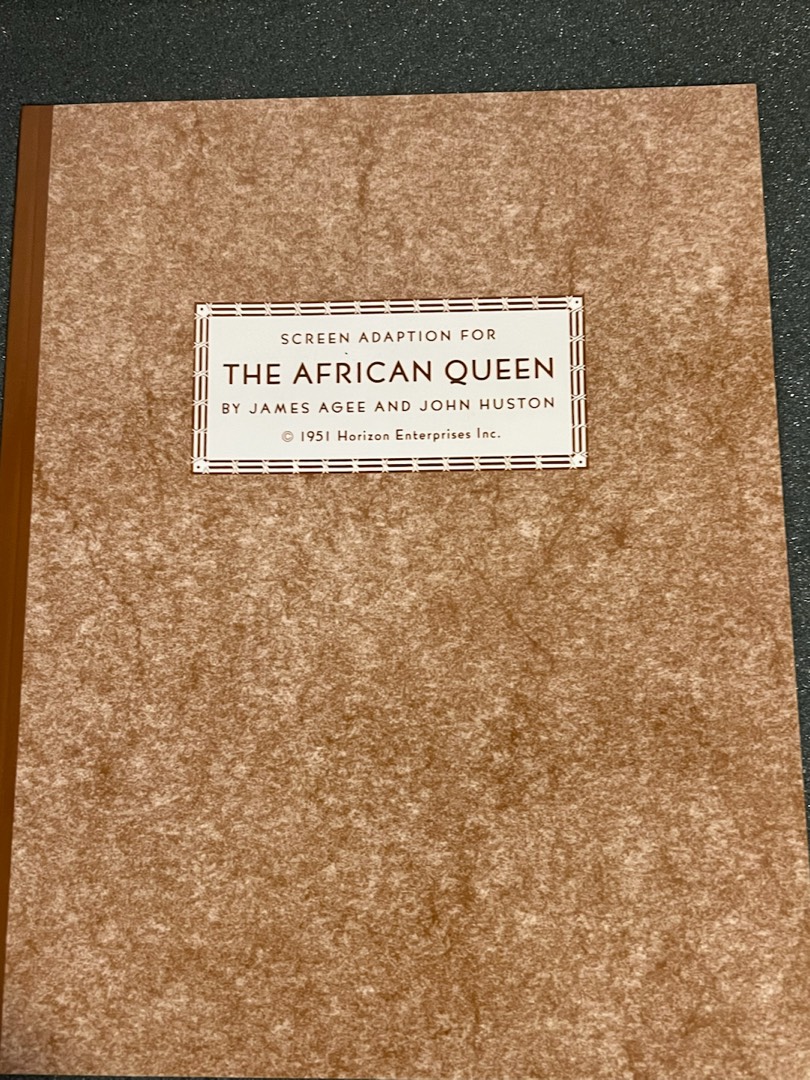 SCREEN ADAPTION FOR
THE AFRICAN QUEEN
BY JAMES AGEE AND JOHN HUSTON
© 1951 Horizon Enterprises Inc.